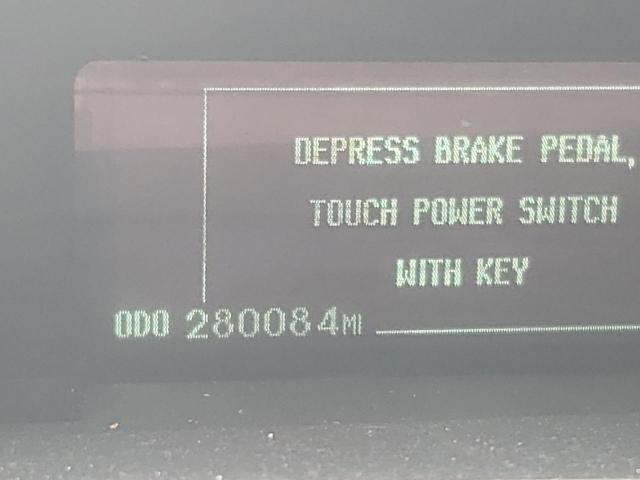 DEPRESS BRAKE PEDAL,
TOUCH POWER SWITCH
WITH KEY
ODO 280084MI